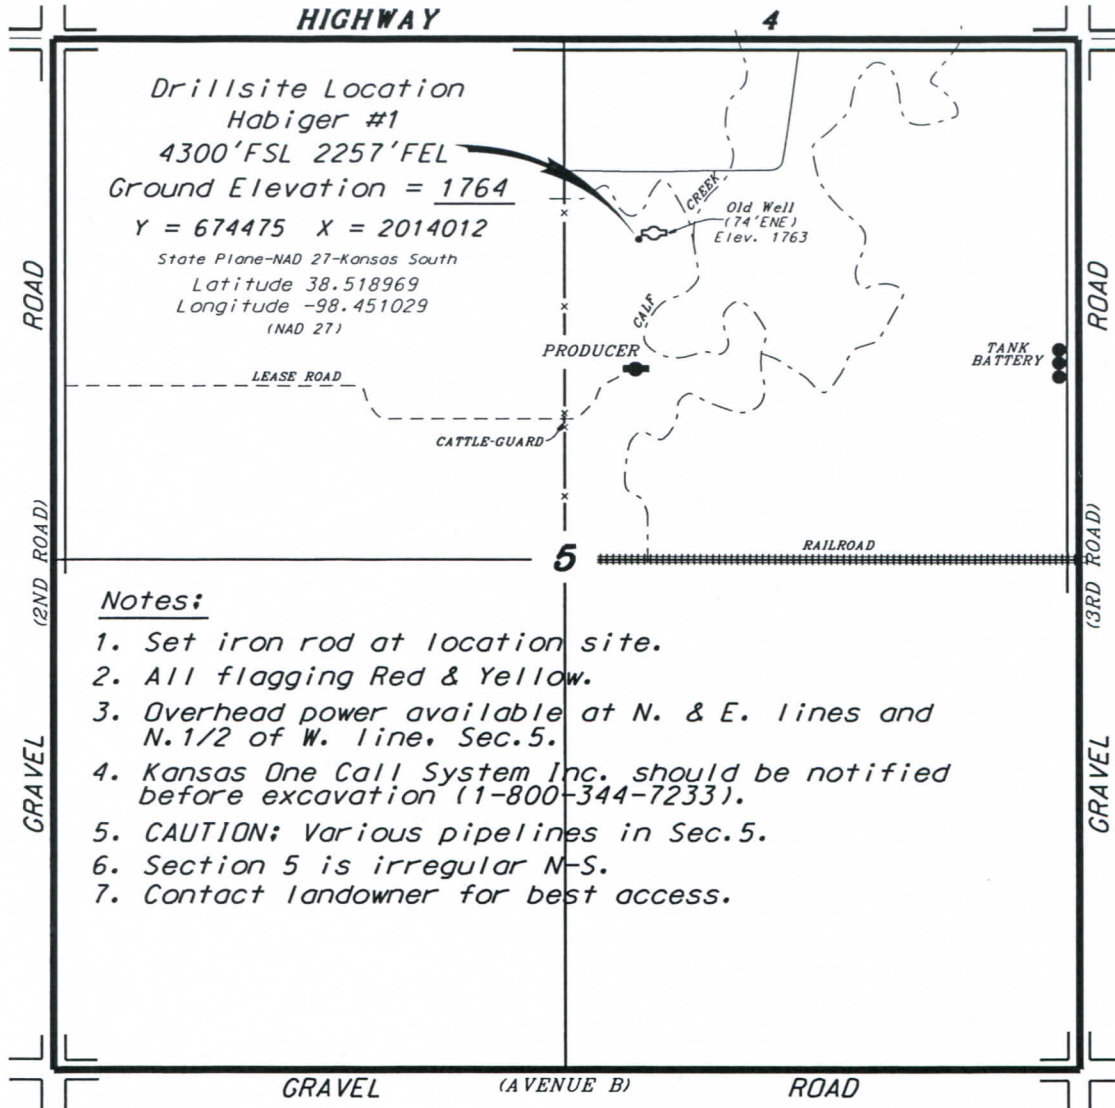 HIGHWAY 4
Drillsite Location
Habiger #1
4300'FSL 2257'FEL
Ground Elevation = 1764
Y = 674475 X = 2014012
State Plane-NAD 27-Kansas South
Latitude 38.518969
Longitude -98.451029
(NAD 27)
CREEK
Old Well
(74'ENE)
Elev. 1763
ROAD
ROAD
CALF
PRODUCER
TANK
BATTERY
LEASE ROAD
CATTLE-GUARD
(2ND ROAD)
5
RAILROAD
(3RD ROAD)
Notes:
1. Set iron rod at location site.
2. All flagging Red & Yellow.
3. Overhead power available at N. & E. lines and
N.1/2 of W. line, Sec.5.
4. Kansas One Call System Inc. should be notified
before excavation (1-800-344-7233).
5. CAUTION: Various pipelines in Sec.5.
6. Section 5 is irregular N-S.
7. Contact landowner for best access.
GRAVEL
GRAVEL
GRAVEL (AVENUE B) ROAD